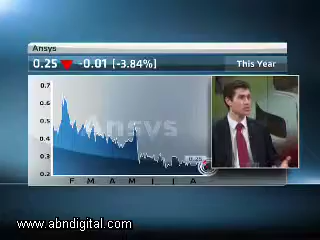 Ansys
0.25 -0.01 [-3.84%] This Year
0.7
0.6
Ansys
0.5
0.4
0.3
0.2
F M A M J J A
www.abndigital.com